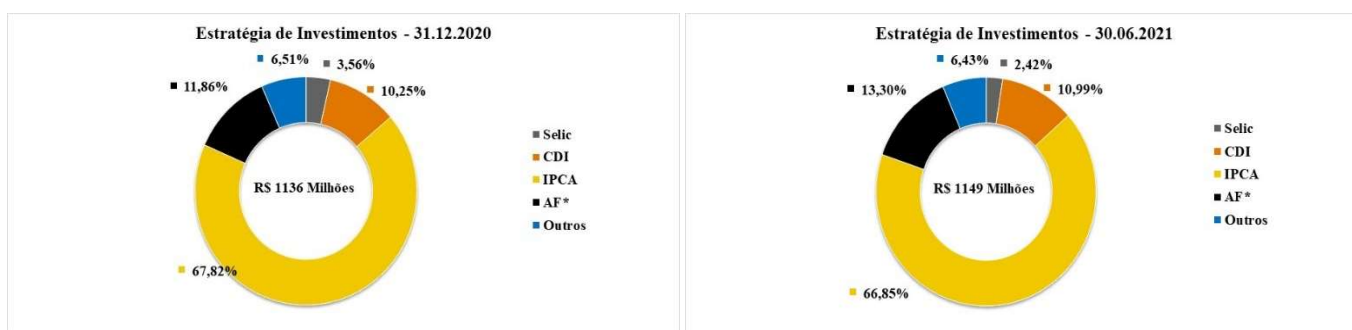 Estratégia de Investimentos - 31.12.2020
6,51%
3,56%
11,86%
10,25%
R$ 1136 Milhões
67,82%
Selic
CDI
IPCA
AF*
Outros
Estratégia de Investimentos - 30.06.2021
6,43%
2,42%
13,30%
10,99%
R$ 1149 Milhões
66,85%
Selic
CDI
IPCA
AF*
Outros